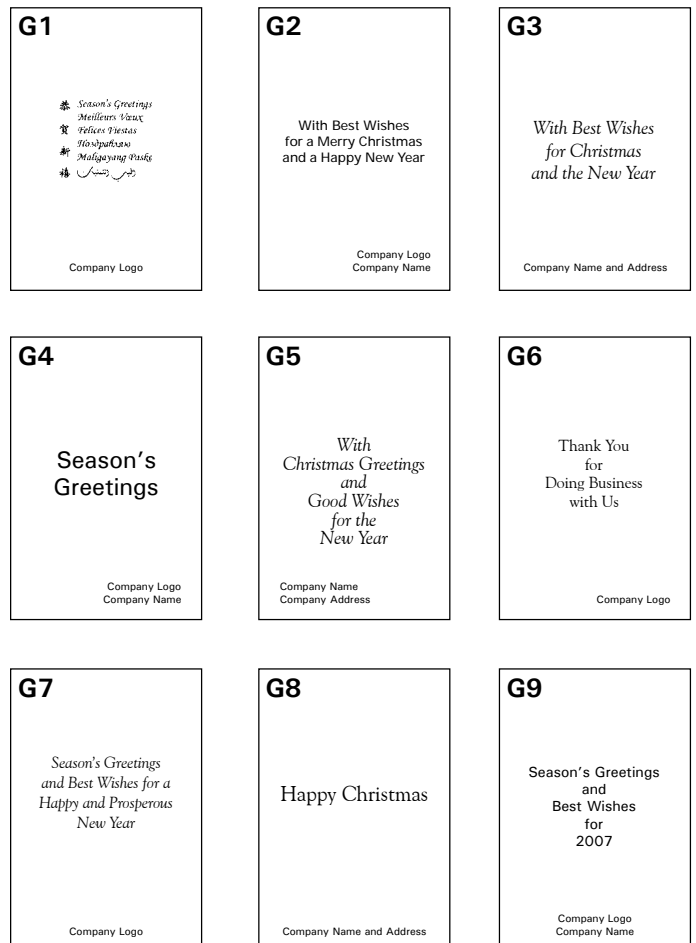 G1
恭
賀
新
禧
Season's Greetings
Meilleurs Vœux
Felices Fiestas
Maligayang
Company Logo
G2
With Best Wishes
for a Merry Christmas
and a Happy New Year
Company Logo
Company Name
G3
With Best Wishes
for Christmas
and the New Year
Company Name and Address
G4
Season's
Greetings
Company Logo
Company Name
G5
With
Christmas Greetings
and
Good Wishes
for the
New Year
Company Name
Company Address
G6
Thank You
for
Doing Business
with Us
Company Logo
G7
Season's Greetings
and Best Wishes for a
Happy and Prosperous
New Year
Company Logo
G8
Happy Christmas
Company Name and Address
G9
Season's Greetings
and
Best Wishes
for
2007
Company Logo
Company Name